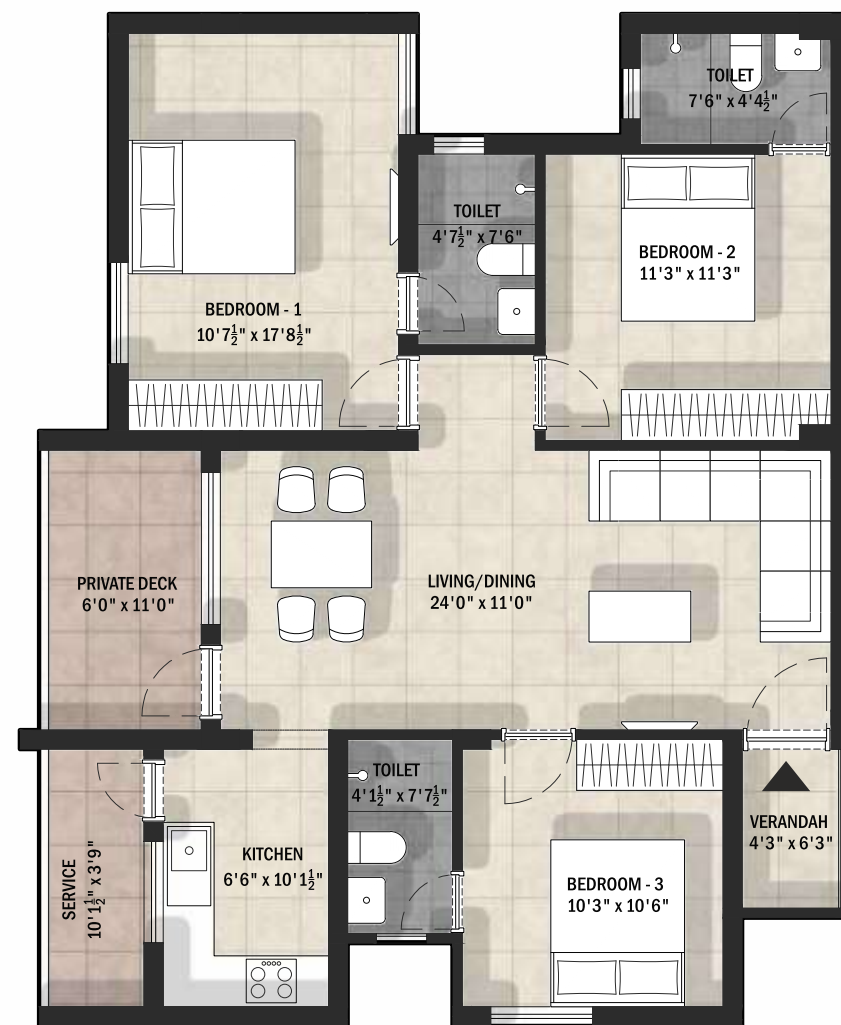 TOILET
7'6" x 4'4½"
TOILET
4'7½" x 7'6"
BEDROOM - 2
11'3" x 11'3"
BEDROOM - 1
10'7½" x 17'8½"
PRIVATE DECK
6'0" x 11'0"
LIVING/DINING
24'0" x 11'0"
TOILET
4'1½" x 7'7½"
VERANDAH
4'3" x 6'3"
KITCHEN
6'6" x 10'1½"
SERVICE
10'1½" x 3'9"
BEDROOM - 3
10'3" x 10'6"